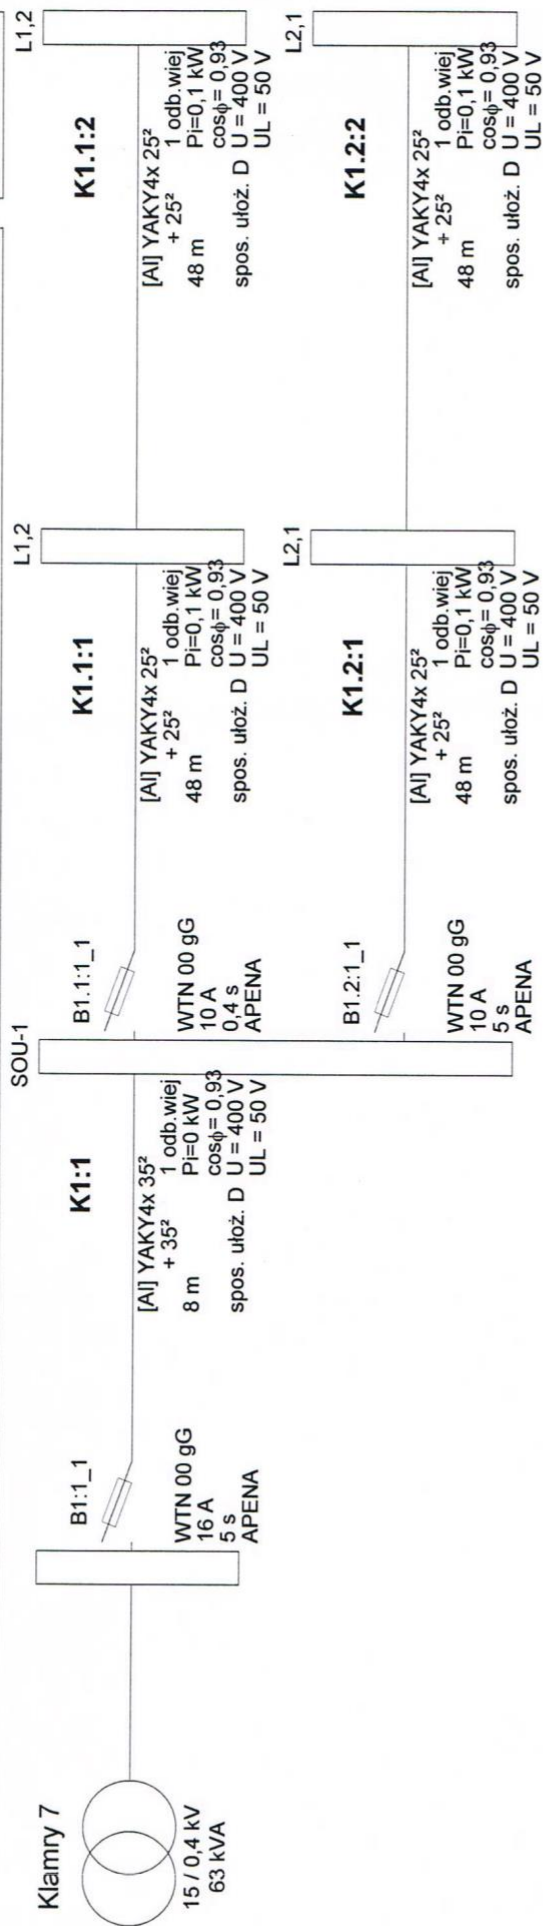 Klamry 7
15 / 0,4 kV
63 kVA
B1:1_1
WTN 00 gG
16 A
5 s
APENA
K1:1
[Al] YAKY4x 35²
+ 35²
8 m
1 odb.wiej
Pi=0 kW
cosϕ= 0,93
spos. ułoż. D U = 400 V
UL = 50 V
SOU-1
B1.1:1_1
WTN 00 gG
10 A
0,4 s
APENA
K1.1:1
[Al] YAKY4x 25²
+ 25²
48 m
1 odb.wiej
Pi=0,1 kW
cosϕ= 0,93
spos. ułoż. D U = 400 V
UL = 50 V
L1,2
K1.1:2
[Al] YAKY4x 25²
+ 25²
48 m
1 odb.wiej
Pi=0,1 kW
cosϕ= 0,93
spos. ułoż. D U = 400 V
UL = 50 V
L1,2
B1.2:1_1
WTN 00 gG
10 A
5 s
APENA
K1.2:1
[Al] YAKY4x 25²
+ 25²
48 m
1 odb.wiej
Pi=0,1 kW
cosϕ= 0,93
spos. ułoż. D U = 400 V
UL = 50 V
L2,1
K1.2:2
[Al] YAKY4x 25²
+ 25²
48 m
1 odb.wiej
Pi=0,1 kW
cosϕ= 0,93
spos. ułoż. D U = 400 V
UL = 50 V
L2,1